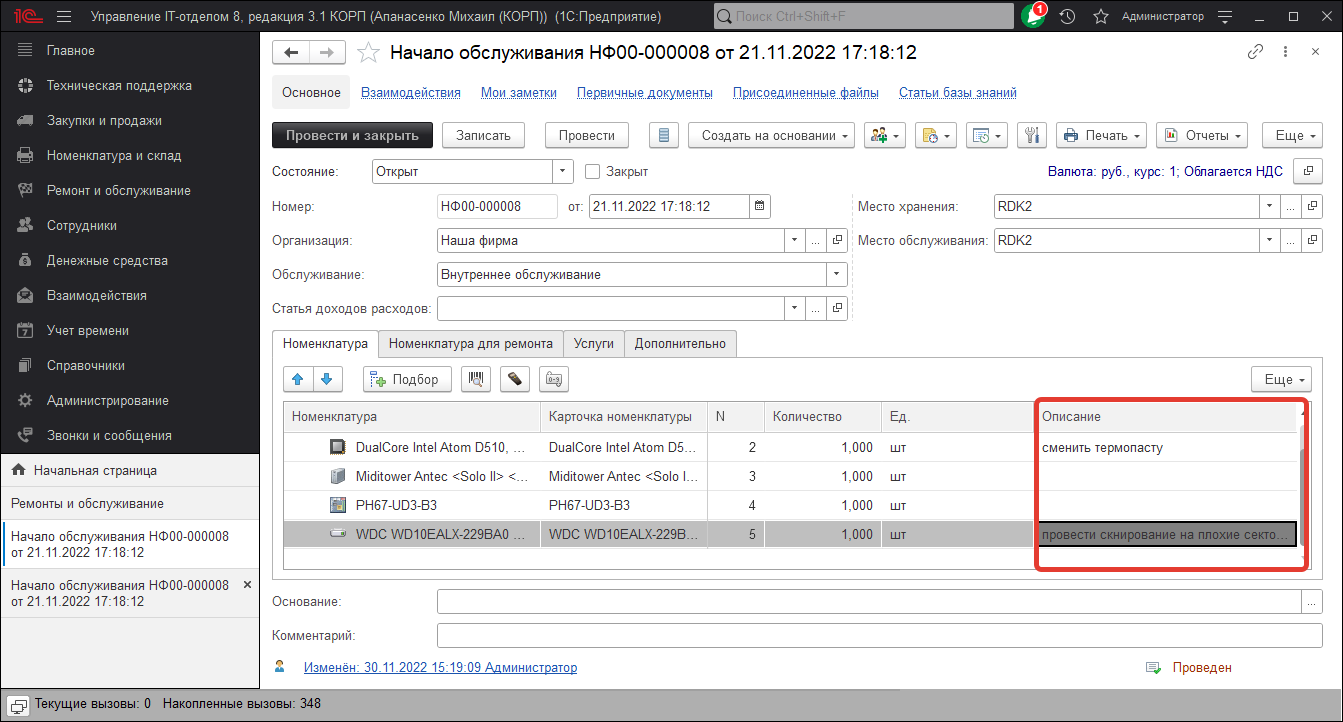 1С Управление IT-отделом 8, редакция 3.1 КОРП (Апанасенко Михаил (КОРП)) (1С:Предприятие) Поиск Ctrl+Shift+F 1 Администратор
Главное
Техническая поддержка
Закупки и продажи
Номенклатура и склад
Ремонт и обслуживание
Сотрудники
Денежные средства
Взаимодействия
Учет времени
Справочники
Администрирование
Звонки и сообщения
Начальная страница
Ремонты и обслуживание
Начало обслуживания НФ00-000008
от 21.11.2022 17:18:12
Начало обслуживания НФ00-000008
от 21.11.2022 17:18:12
Начало обслуживания НФ00-000008 от 21.11.2022 17:18:12
Основное Взаимодействия Мои заметки Первичные документы Присоединенные файлы Статьи базы знаний
Провести и закрыть Записать Провести Создать на основании Печать Отчеты Еще
Состояние: Открыт Закрыт Валюта: руб., курс: 1; Облагается НДС
Номер: НФ00-000008 от: 21.11.2022 17:18:12 Место хранения: RDK2 ...
Организация: Наша фирма ... Место обслуживания: RDK2 ...
Обслуживание: Внутреннее обслуживание
Статья доходов расходов: ...
Номенклатура Номенклатура для ремонта Услуги Дополнительно
Подбор 0-9 Еще
Номенклатура Карточка номенклатуры N Количество Ед. Описание
DualCore Intel Atom D510, ... DualCore Intel Atom D5... 2 1,000 шт сменить термопасту
Miditower Antec <Solo II> <... Miditower Antec <Solo I... 3 1,000 шт
PH67-UD3-B3 PH67-UD3-B3 4 1,000 шт
WDC WD10EALX-229BA0 ... WDC WD10EALX-229B... 5 1,000 шт провести скнирование на плохие секто...
Основание: ...
Комментарий:
Изменён: 30.11.2022 15:19:09 Администратор Проведен
Текущие вызовы: 0 Накопленные вызовы: 348